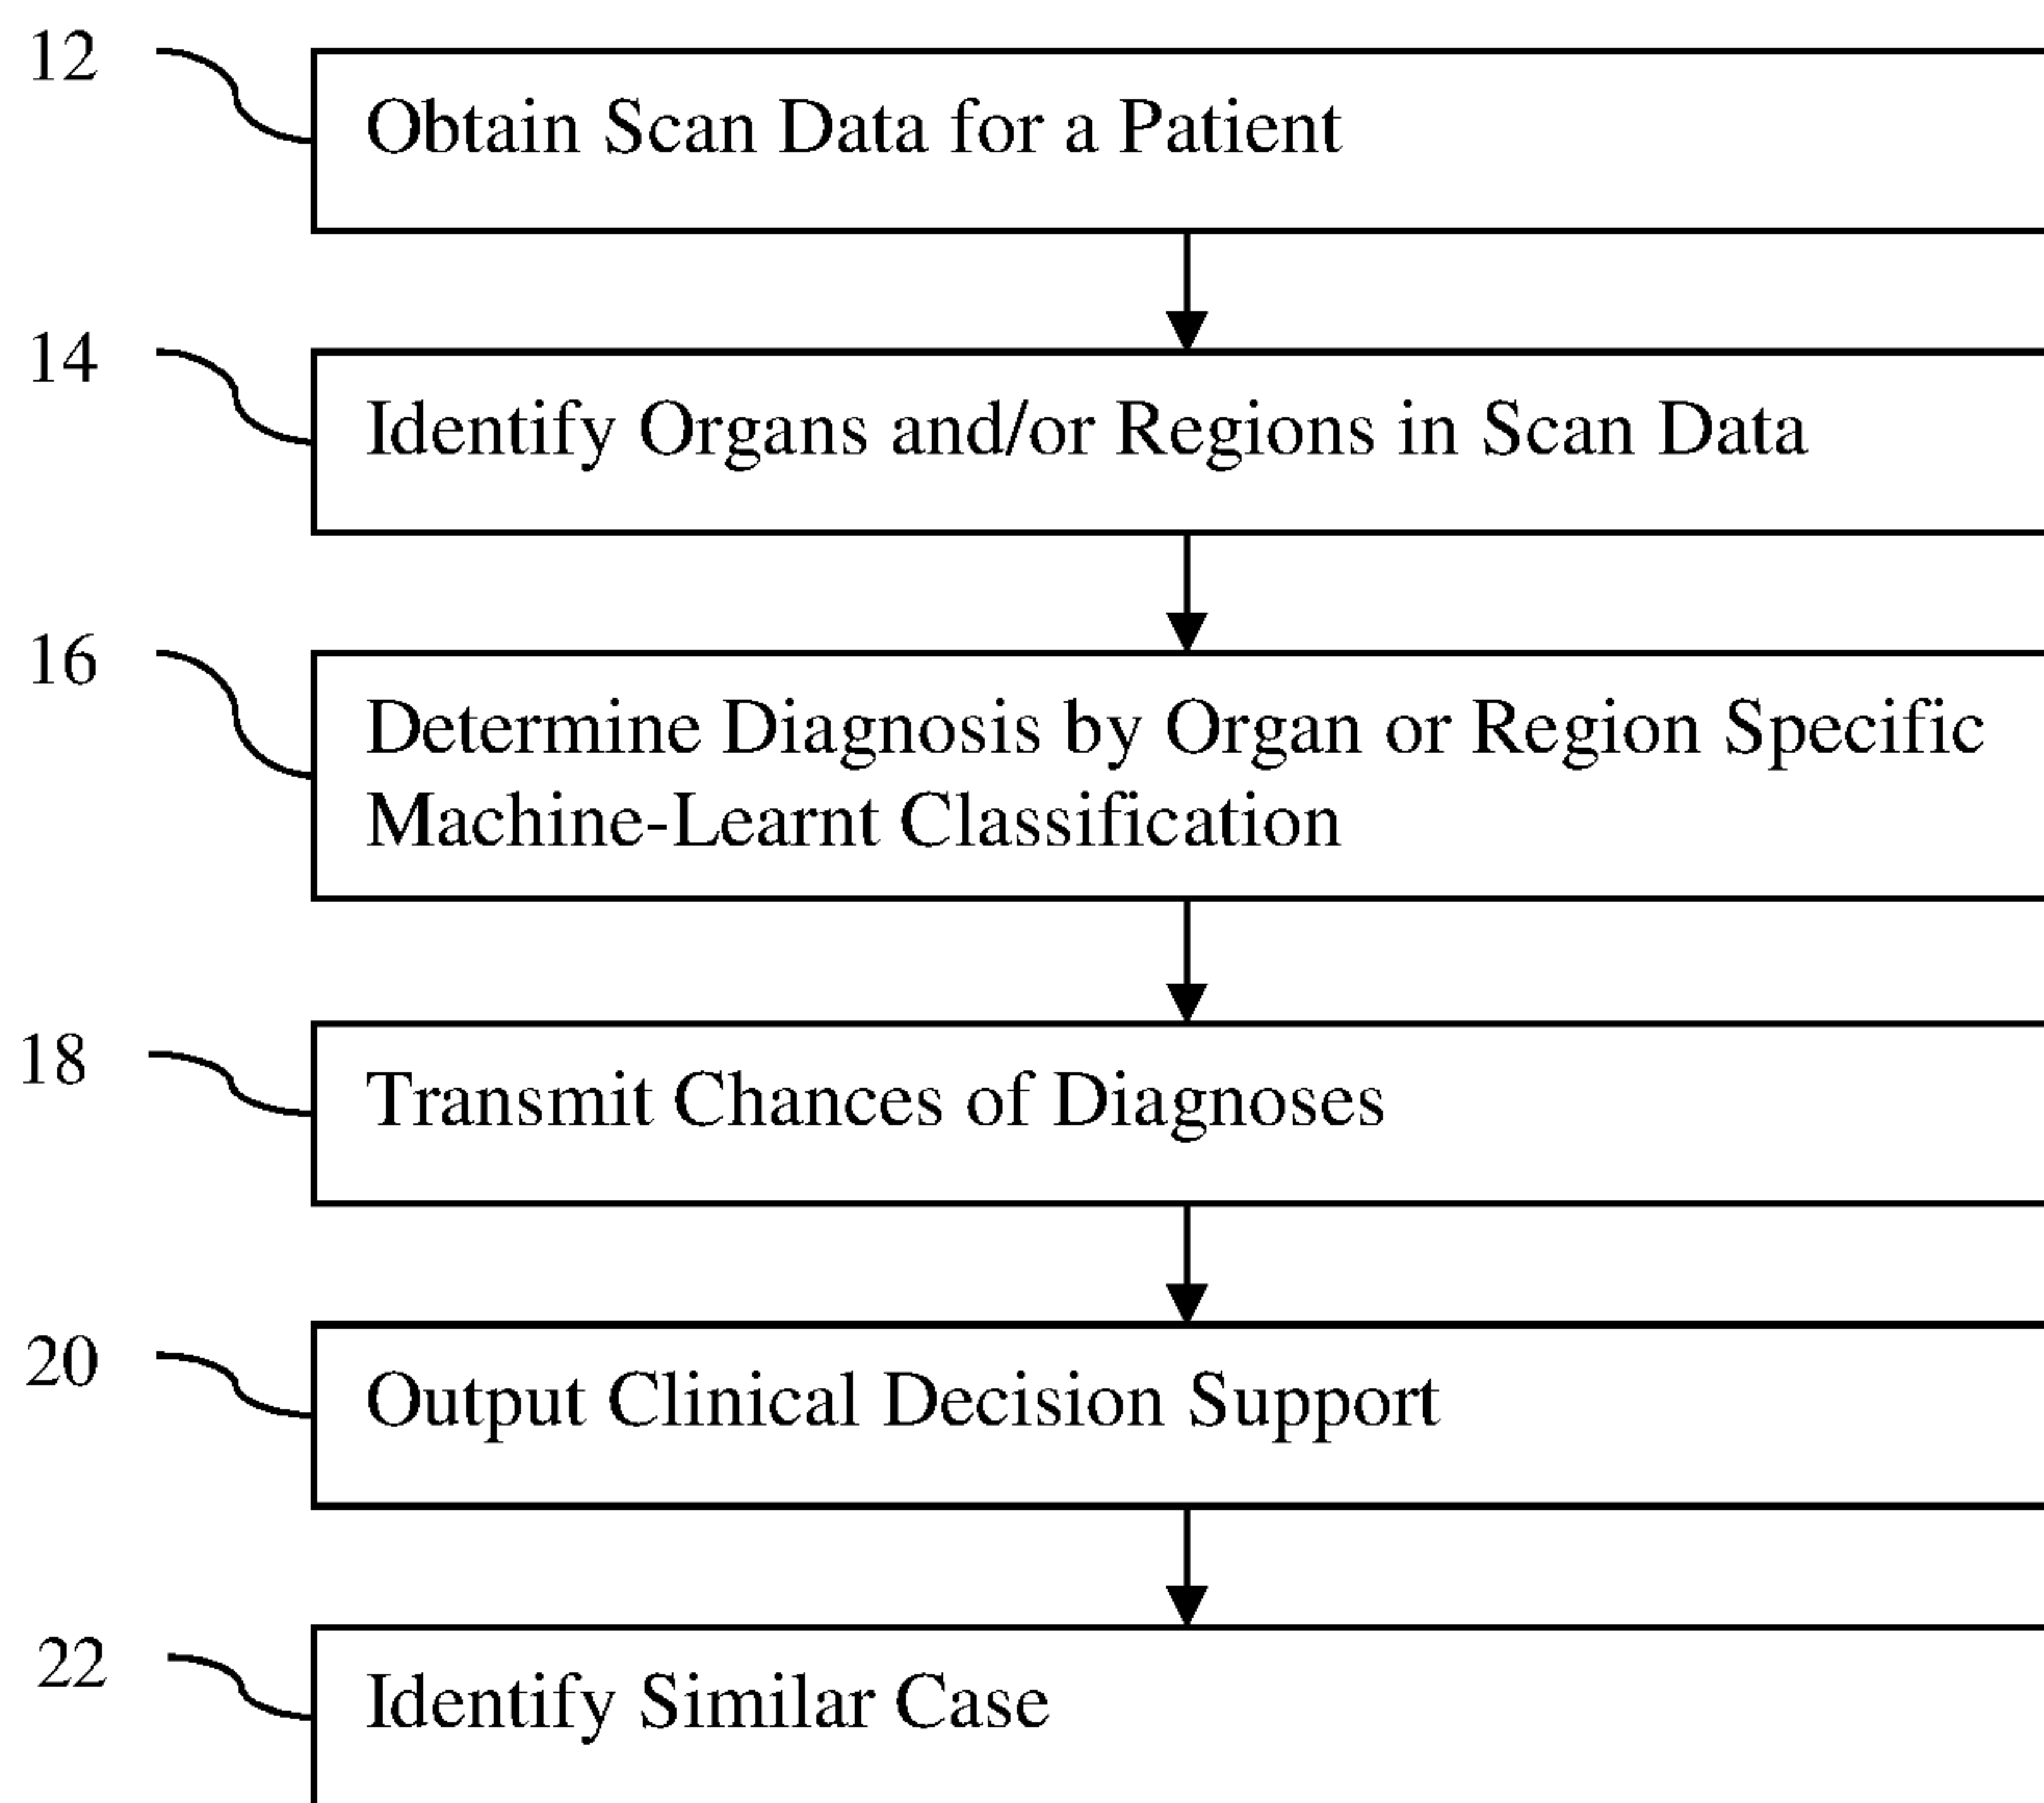 12
Obtain Scan Data for a Patient
14
Identify Organs and/or Regions in Scan Data
16
Determine Diagnosis by Organ or Region Specific
Machine-Learnt Classification
18
Transmit Chances of Diagnoses
20
Output Clinical Decision Support
22
Identify Similar Case